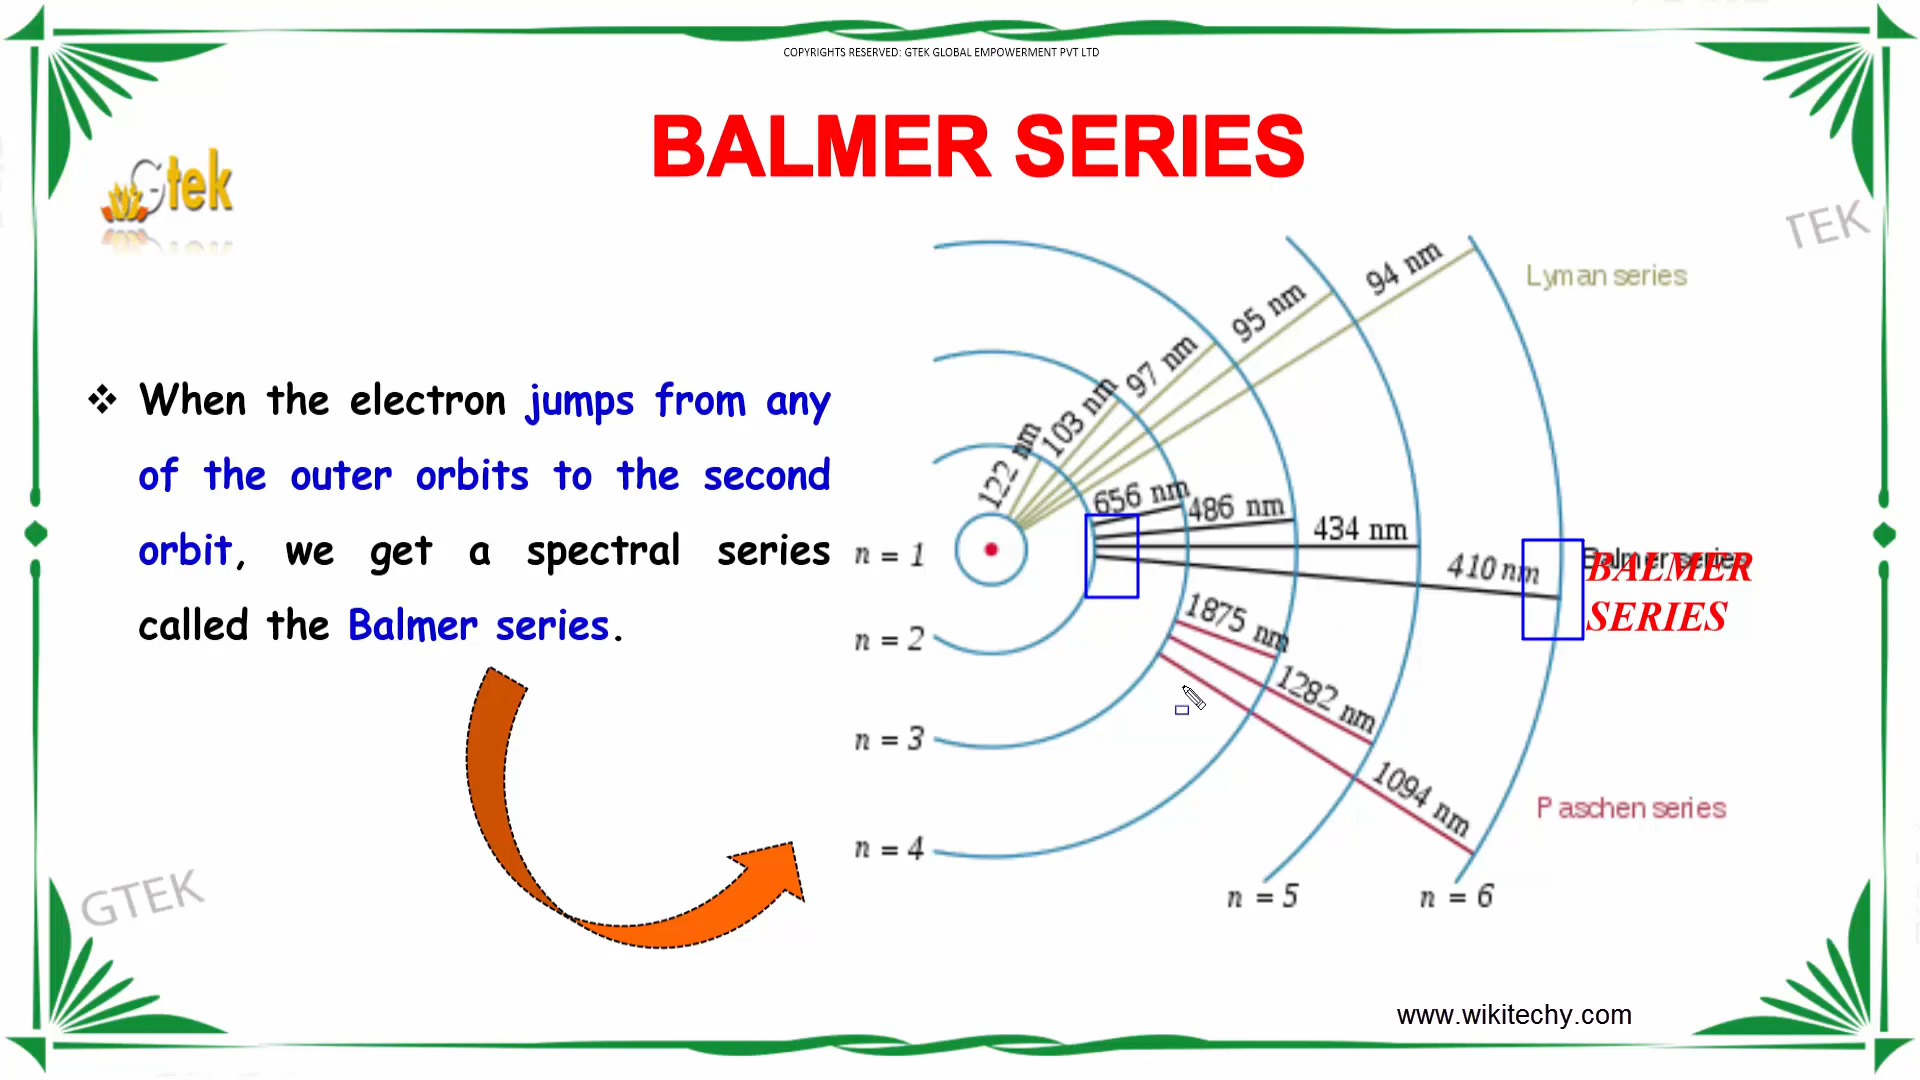 COPYRIGHTS RESERVED: GTEK GLOBAL EMPOWERMENT PVT LTD
BALMER SERIES
Gtek
TEK
❖ When the electron jumps from any
of the outer orbits to the second
orbit, we get a spectral series
called the Balmer series.
94 nm
Lyman series
95 nm
97 nm
103 nm
122 nm
656 nm
486 nm
434 nm
410 nm
Balmer series
BALMER
SERIES
n = 1
1875 nm
n = 2
1282 nm
n = 3
1094 nm
Paschen series
n = 4
n = 5
n = 6
GTEK
www.wikitechy.com